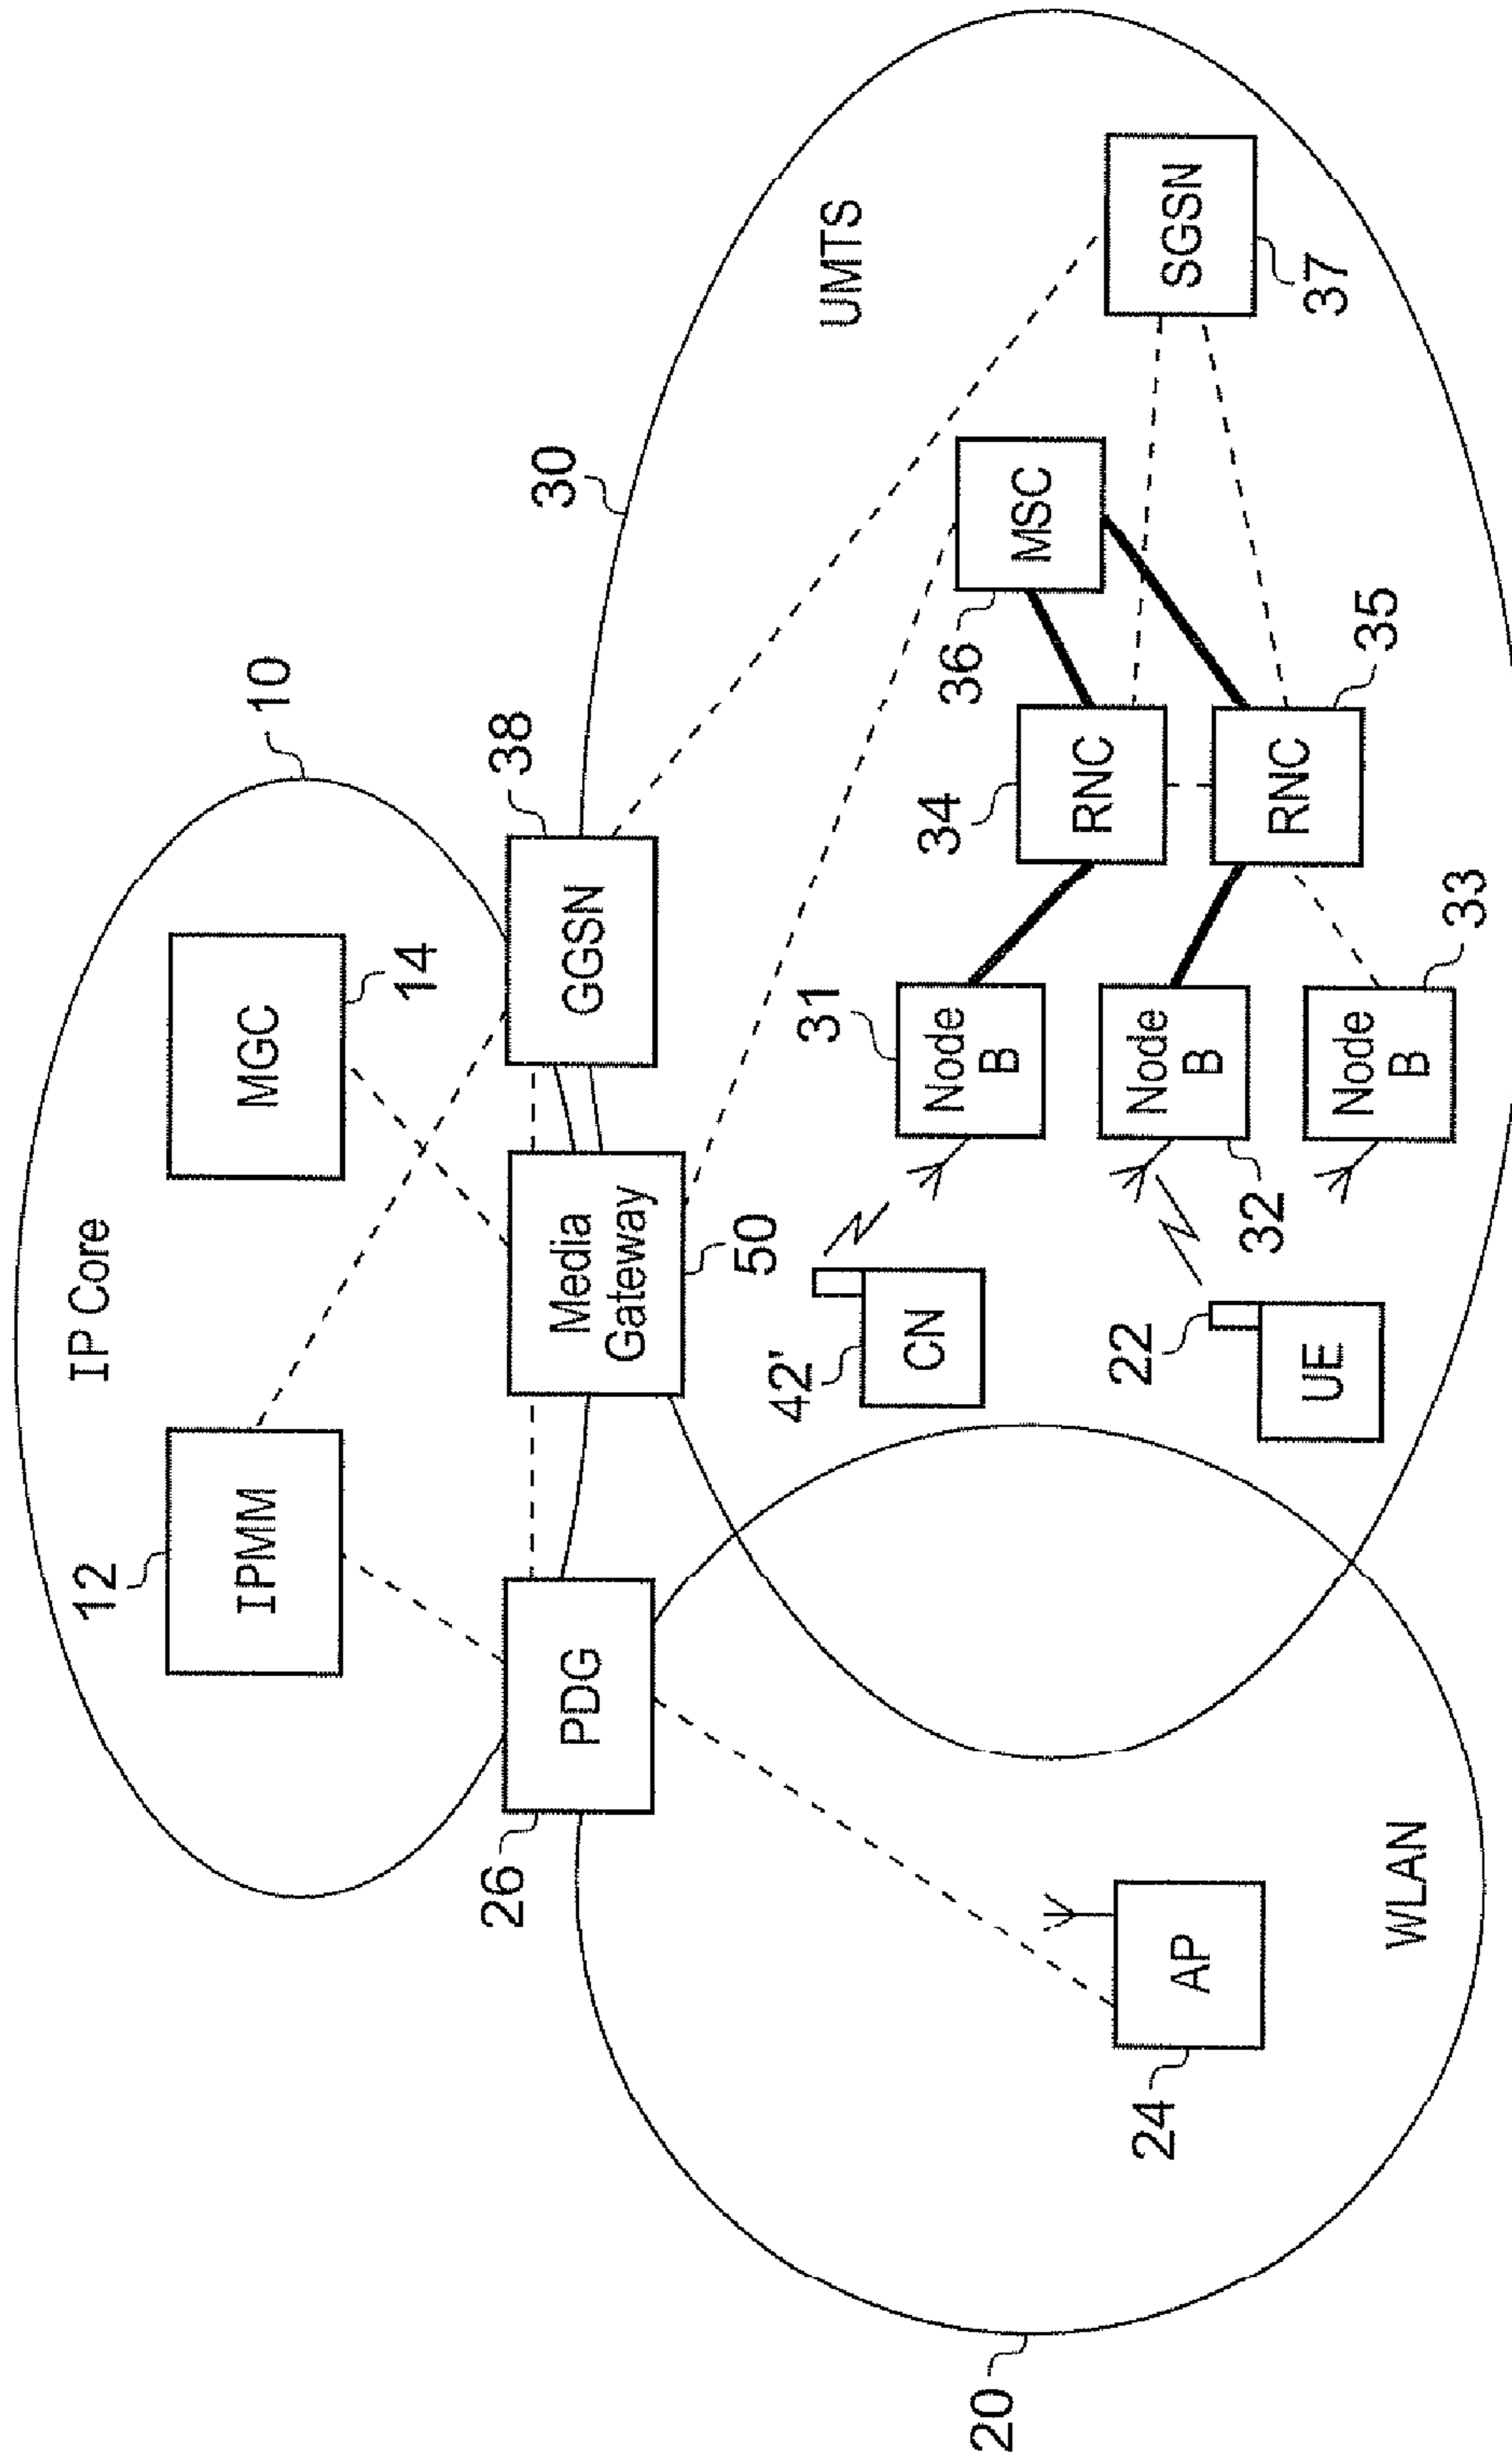 10
IP Core
12
IPMM
MGC
14
26
PDG
Media
Gateway
50
GGSN
38
30
UMTS
42'
CN
22
UE
31
Node
B
Node
B
32
Node
B
33
34
RNC
RNC
35
36
MSC
SGSN
37
20
24
AP
WLAN